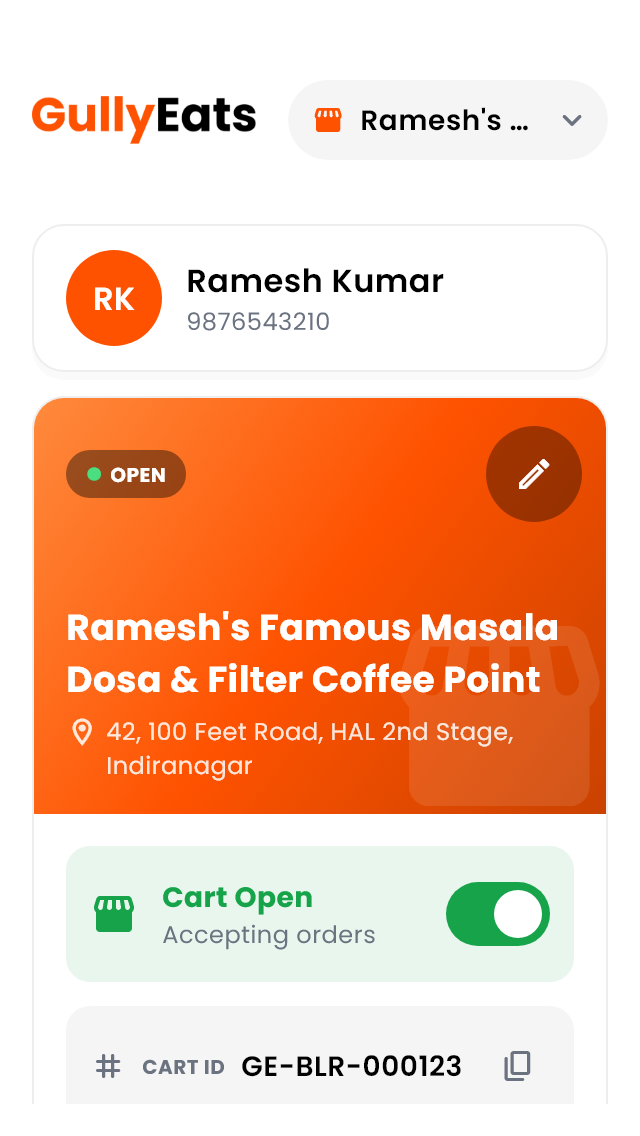 GullyEats
Ramesh's ...
RK
Ramesh Kumar
9876543210
OPEN
Ramesh's Famous Masala
Dosa & Filter Coffee Point
42, 100 Feet Road, HAL 2nd Stage,
Indiranagar
Cart Open
Accepting orders
# CART ID GE-BLR-000123